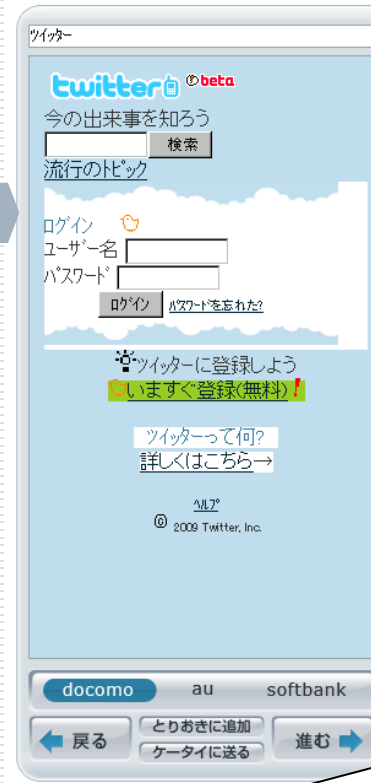 ツイッター
twitter βbeta
今の出来事を知ろう
検索
流行のトピック
ログイン
ユーザー名
パスワード
ログイン パスワードを忘れた?
ツイッターに登録しよう
いますぐ登録(無料)!
ツイッターって何?
詳しくはこちら→
ヘルプ
© 2009 Twitter, Inc.
docomo au softbank
戻る とりおきに追加 進む
ケータイに送る